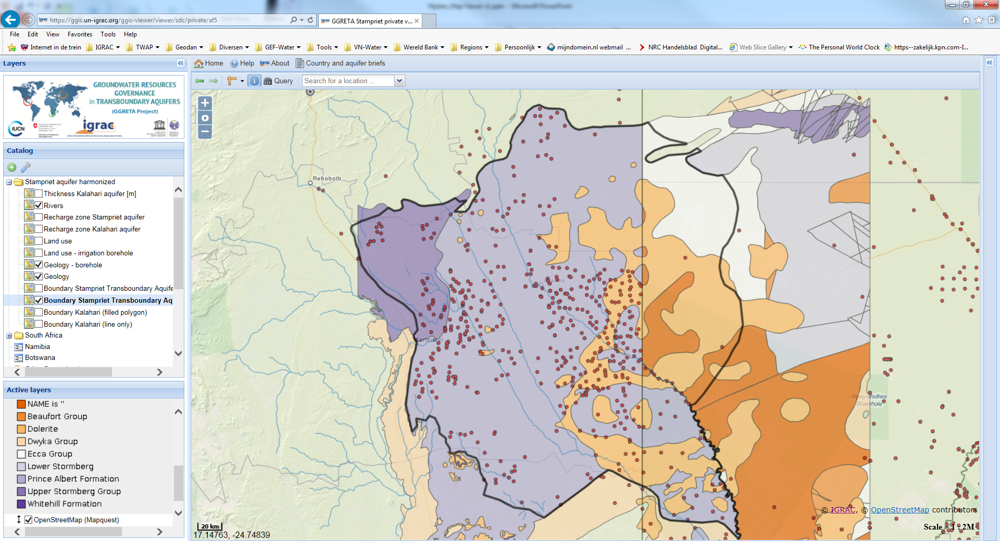 https://ggis.un-igrac.org/ggis-viewer/viewer/sdc/private/af5
igrac GGRETA Stampriet private v...
File Edit View Favorites Tools Help
Internet in de trein IGRAC TWAP Geodan Diversen GEF-Water Tools VN-Water Wereld Bank Regions Persoonlijk mijndomein.nl webmail ... NRC Handelsblad Digital... Web Slice Gallery The Personal World Clock https--zakelijk.kpn.com-I...
Layers
Home Help igrac About Country and aquifer briefs
Query Search for a location ...
GROUNDWATER RESOURCES
GOVERNANCE
in TRANSBOUNDARY AQUIFERS
(GGRETA Project)
IUCN
igrac
Catalog
Stampriet aquifer harmonized
Thickness Kalahari aquifer [m]
Rivers
Recharge zone Stampriet aquifer
Recharge zone Kalahari aquifer
Land use
Land use - irrigation borehole
Geology - borehole
Geology
Boundary Stampriet Transboundary Aquife
Boundary Stampriet Transboundary Aq
Boundary Kalahari (filled polygon)
Boundary Kalahari (line only)
South Africa
Namibia
Botswana
Active layers
NAME is ''
Beaufort Group
Dolerite
Dwyka Group
Ecca Group
Lower Stormberg
Prince Albert Formation
Upper Stormberg Group
Whitehill Formation
OpenStreetMap (Mapquest)
Rehoboth
Mariental
Mpayathutlwa
Waterhole
© IGRAC, © OpenStreetMap contributors
20 km
17.14763, -24.74839
Scale = 1 : 2M